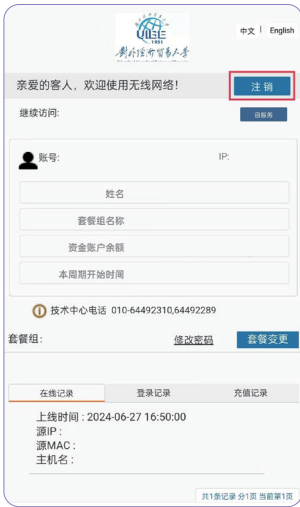 UIBE
1951
对外经济贸易大学
中文 | English
亲爱的客人，欢迎使用无线网络！
注 销
继续访问:
自服务
账号:
IP:
姓名
套餐组名称
资金账户余额
本周期开始时间
技术中心电话 010-64492310,64492289
套餐组:
修改密码
套餐变更
在线记录
登录记录
充值记录
上线时间 : 2024-06-27 16:50:00
源IP :
源MAC :
主机名 :
共1条记录 分1页 当前第1页